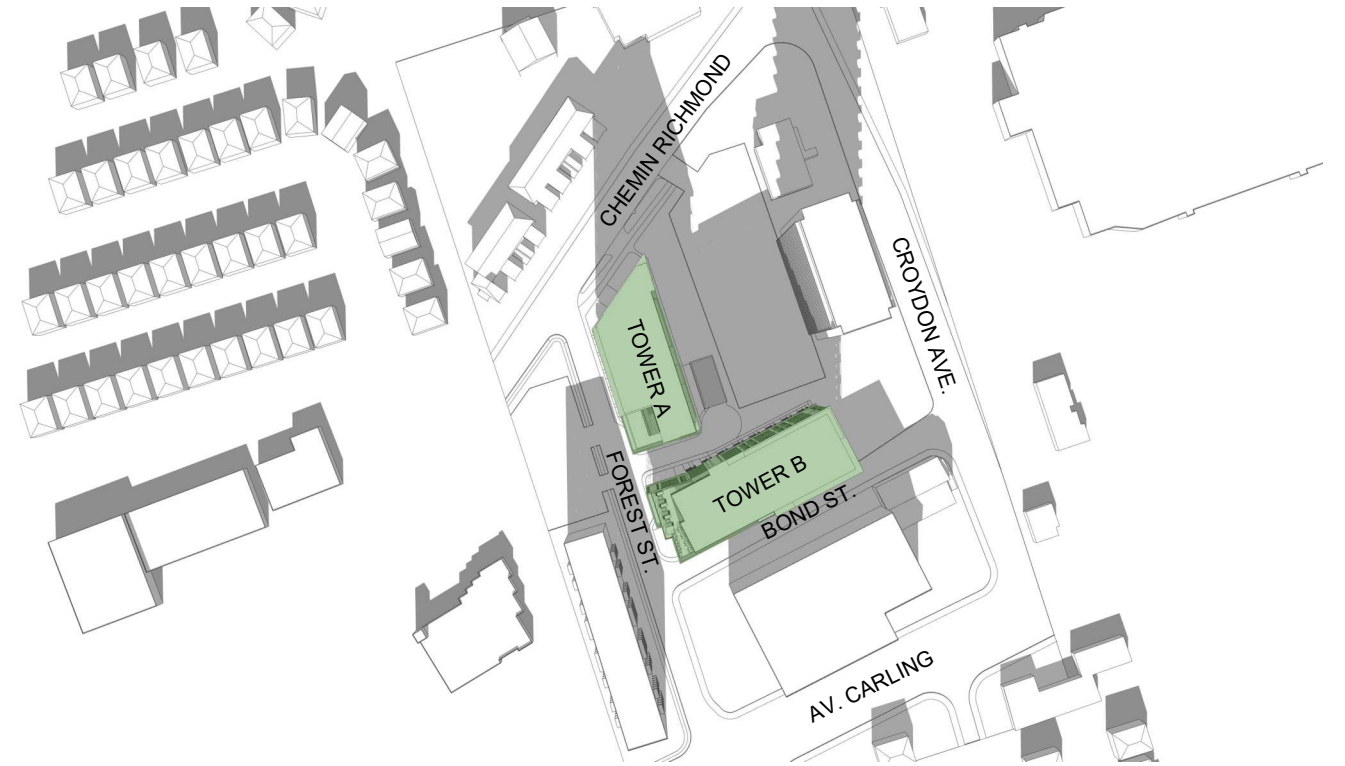 CHEMIN RICHMOND
CROYDON AVE.
TOWER A
TOWER B
FOREST ST.
BOND ST.
AV. CARLING